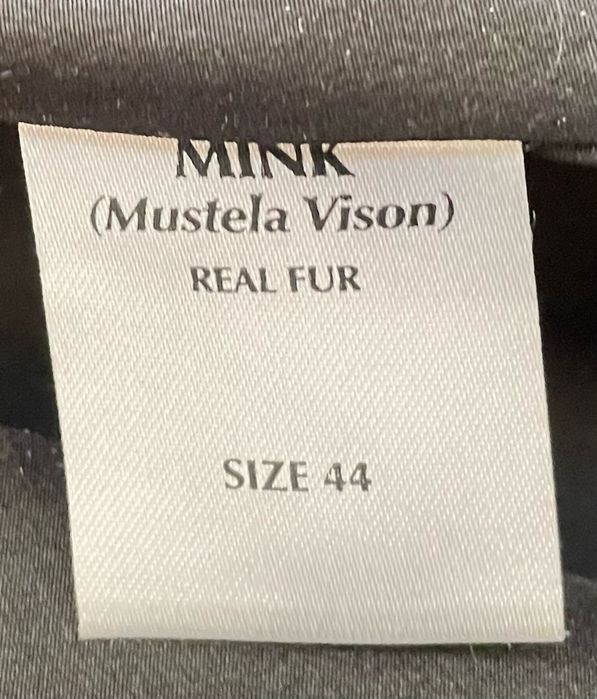 MINK
(Mustela Vison)
REAL FUR
SIZE 44